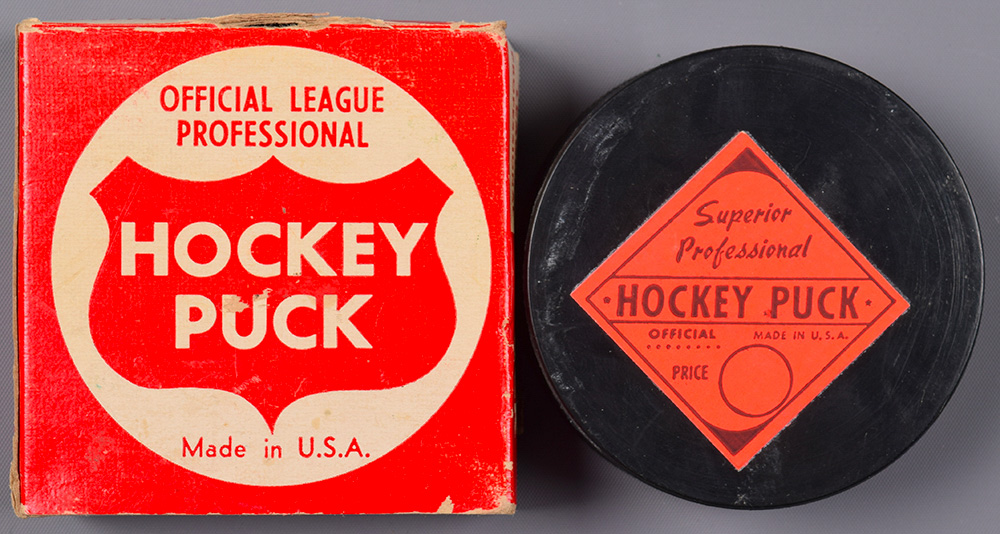 OFFICIAL LEAGUE
PROFESSIONAL
HOCKEY
PUCK
Made in U.S.A.
Superior
Professional
HOCKEY PUCK
OFFICIAL MADE IN U.S.A.
PRICE